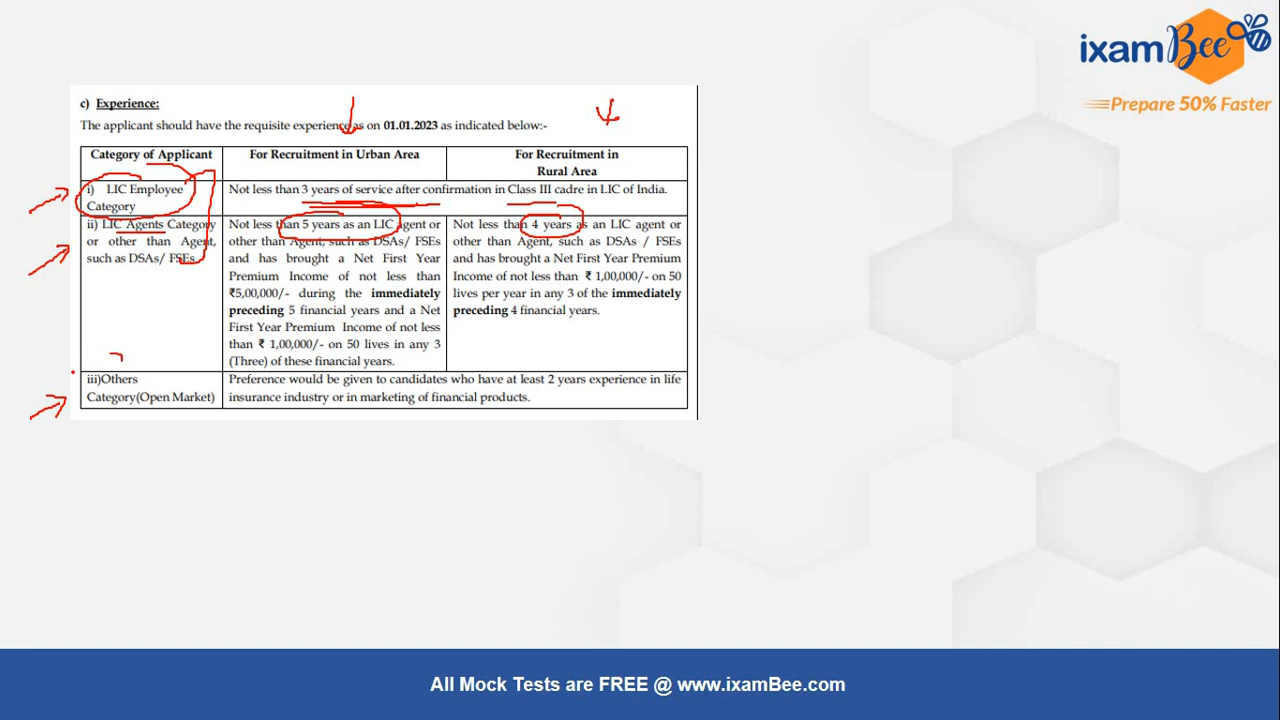 ixamBee
Prepare 50% Faster
c) Experience:
The applicant should have the requisite experience as on 01.01.2023 as indicated below:-
Category of Applicant
For Recruitment in Urban Area
For Recruitment in
Rural Area
i) LIC Employee
Category
Not less than 3 years of service after confirmation in Class III cadre in LIC of India.
ii) LIC Agents Category
or other than Agent,
such as DSAs/ FSEs
Not less than 5 years as an LIC Agent or
other than Agent, such as DSAs/ FSEs
and has brought a Net First Year
Premium Income of not less than
₹5,00,000/- during the immediately
preceding 5 financial years and a Net
First Year Premium Income of not less
than ₹ 1,00,000/- on 50 lives in any 3
(Three) of these financial years.
Not less than 4 years as an LIC agent or
other than Agent, such as DSAs / FSEs
and has brought a Net First Year Premium
Income of not less than ₹ 1,00,000/- on 50
lives per year in any 3 of the immediately
preceding 4 financial years.
iii)Others
Category(Open Market)
Preference would be given to candidates who have at least 2 years experience in life
insurance industry or in marketing of financial products.
All Mock Tests are FREE @ www.ixamBee.com